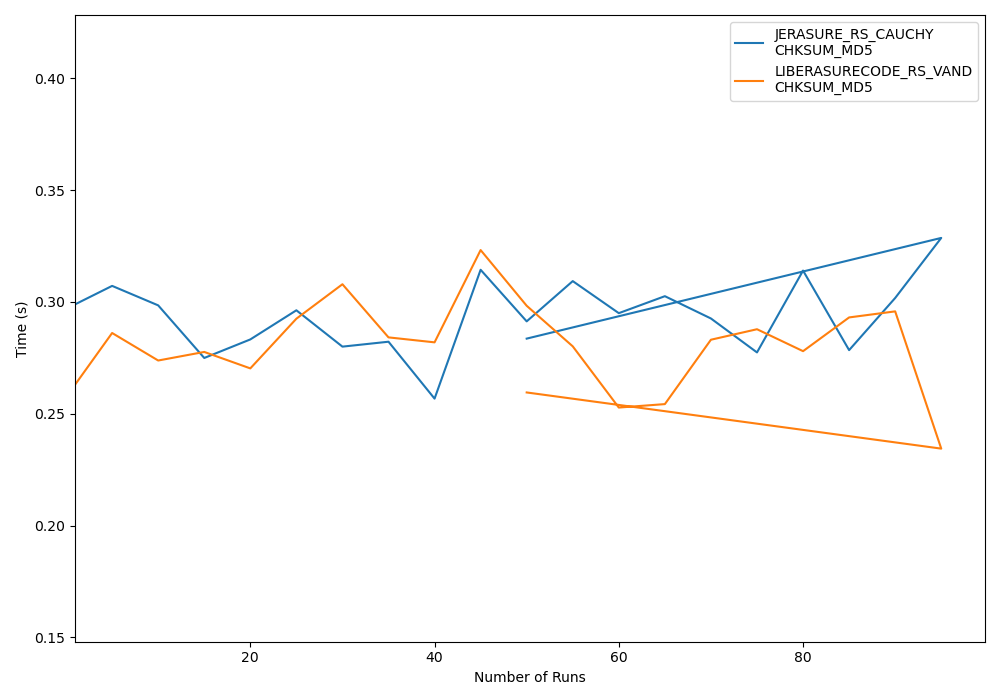 JERASURE_RS_CAUCHY
CHKSUM_MD5
LIBERASURECODE_RS_VAND
CHKSUM_MD5
0.40
0.35
0.30
0.25
0.20
0.15
Time (s)
20
40
60
80
Number of Runs